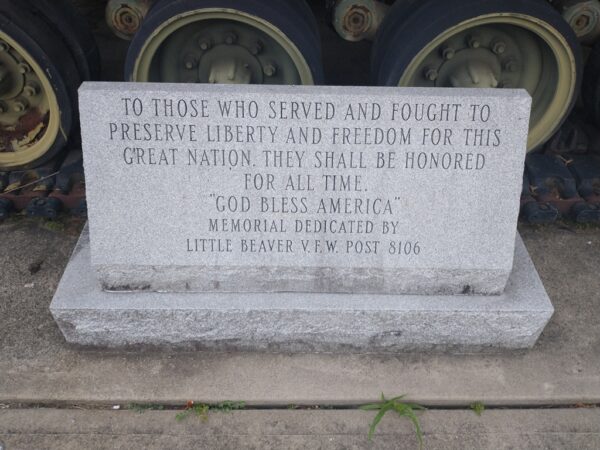 TO THOSE WHO SERVED AND FOUGHT TO
PRESERVE LIBERTY AND FREEDOM FOR THIS
GREAT NATION. THEY SHALL BE HONORED
FOR ALL TIME.
"GOD BLESS AMERICA"
MEMORIAL DEDICATED BY
LITTLE BEAVER V.F.W. POST 8106